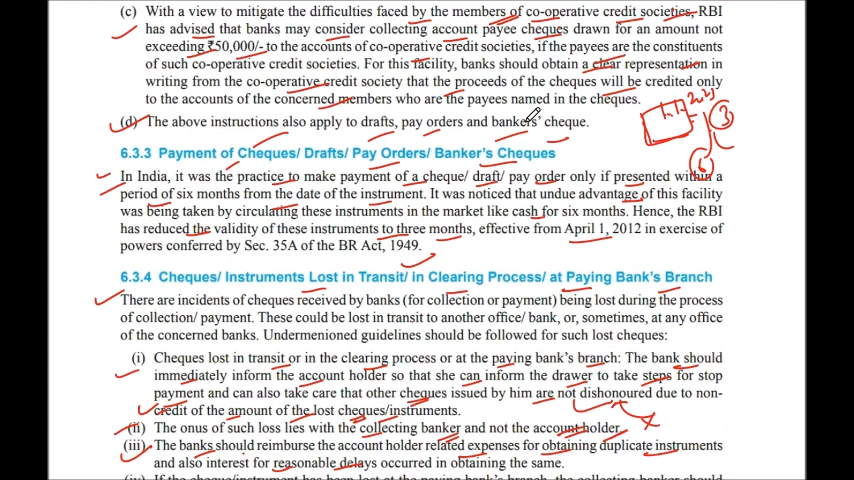 (c) With a view to mitigate the difficulties faced by the members of co-operative credit societies, RBI
has advised that banks may consider collecting account payee cheques drawn for an amount not
exceeding ₹50,000/- to the accounts of co-operative credit societies, if the payees are the constituents
of such co-operative credit societies. For this facility, banks should obtain a clear representation in
writing from the co-operative credit society that the proceeds of the cheques will be credited only
to the accounts of the concerned members who are the payees named in the cheques.
(d) The above instructions also apply to drafts, pay orders and bankers' cheque.
3
6
6.3.3 Payment of Cheques/ Drafts/ Pay Orders/ Banker's Cheques
In India, it was the practice to make payment of a cheque/ draft/ pay order only if presented within a
period of six months from the date of the instrument. It was noticed that undue advantage of this facility
was being taken by circulating these instruments in the market like cash for six months. Hence, the RBI
has reduced the validity of these instruments to three months, effective from April 1, 2012 in exercise of
powers conferred by Sec. 35A of the BR Act, 1949.
6.3.4 Cheques/ Instruments Lost in Transit/ in Clearing Process/ at Paying Bank's Branch
There are incidents of cheques received by banks (for collection or payment) being lost during the process
of collection/ payment. These could be lost in transit to another office/ bank, or, sometimes, at any office
of the concerned banks. Undermentioned guidelines should be followed for such lost cheques:
(i) Cheques lost in transit or in the clearing process or at the paying bank's branch: The bank should
immediately inform the account holder so that she can inform the drawer to take steps for stop
payment and can also take care that other cheques issued by him are not dishonoured due to non-
credit of the amount of the lost cheques/instruments.
(ii) The onus of such loss lies with the collecting banker and not the account holder.
(iii) The banks should reimburse the account holder related expenses for obtaining duplicate instruments
and also interest for reasonable delays occurred in obtaining the same.
(iv) If the cheque/instrument has been lost at the paying bank's branch, the collecting banker should